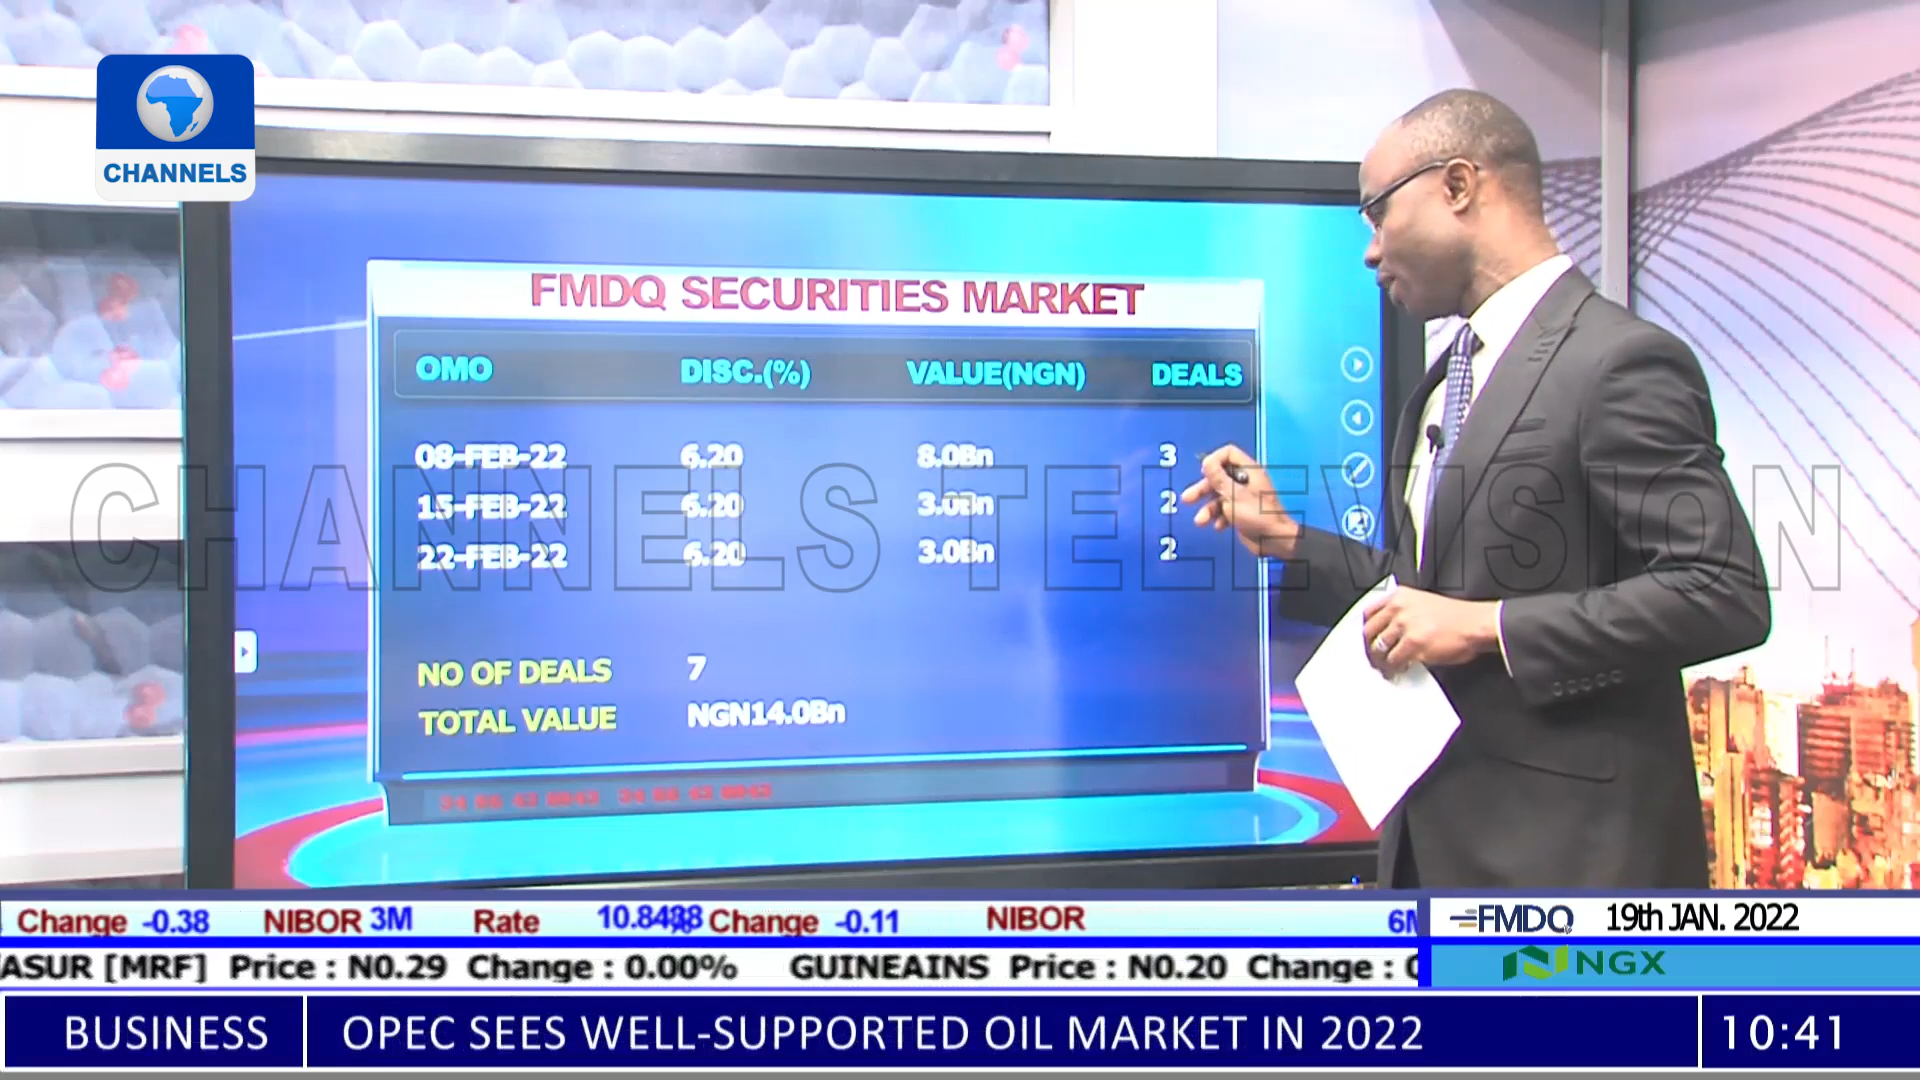 CHANNELS
FMDQ SECURITIES MARKET
OMO DISC.(%) VALUE(NGN) DEALS
08-FEB-22 6.20 8.0Bn 3
15-FEB-22 6.20 3.0Bn 2
22-FEB-22 6.20 3.0Bn 2
CHANNELS TELEVISION
NO OF DEALS 7
TOTAL VALUE NGN14.0Bn
Change -0.38 NIBOR 3M Rate Change -0.11 NIBOR
FMDQ 19th JAN. 2022
ASUR [MRF] Price : N0.29 Change : 0.00% GUINEAINS Price : N0.20 Change :
NGX
BUSINESS OPEC SEES WELL-SUPPORTED OIL MARKET IN 2022 10:41